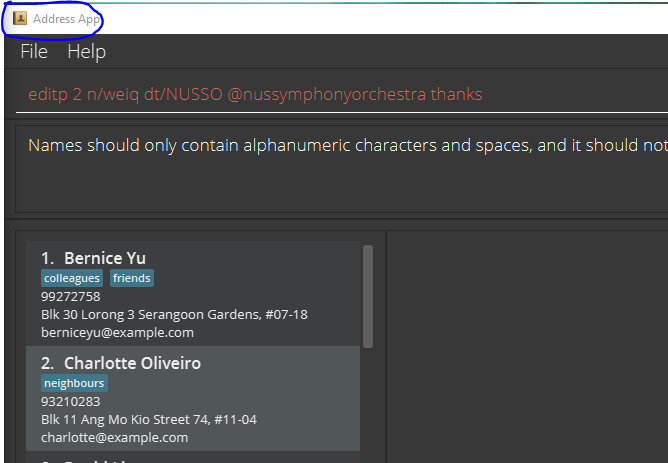 Address App
File Help
editp 2 n/weiq dt/NUSSO @nussymphonyorchestra thanks
Names should only contain alphanumeric characters and spaces, and it should not
1. Bernice Yu
colleagues friends
99272758
Blk 30 Lorong 3 Serangoon Gardens, #07-18
berniceyu@example.com
2. Charlotte Oliveiro
neighbours
93210283
Blk 11 Ang Mo Kio Street 74, #11-04
charlotte@example.com